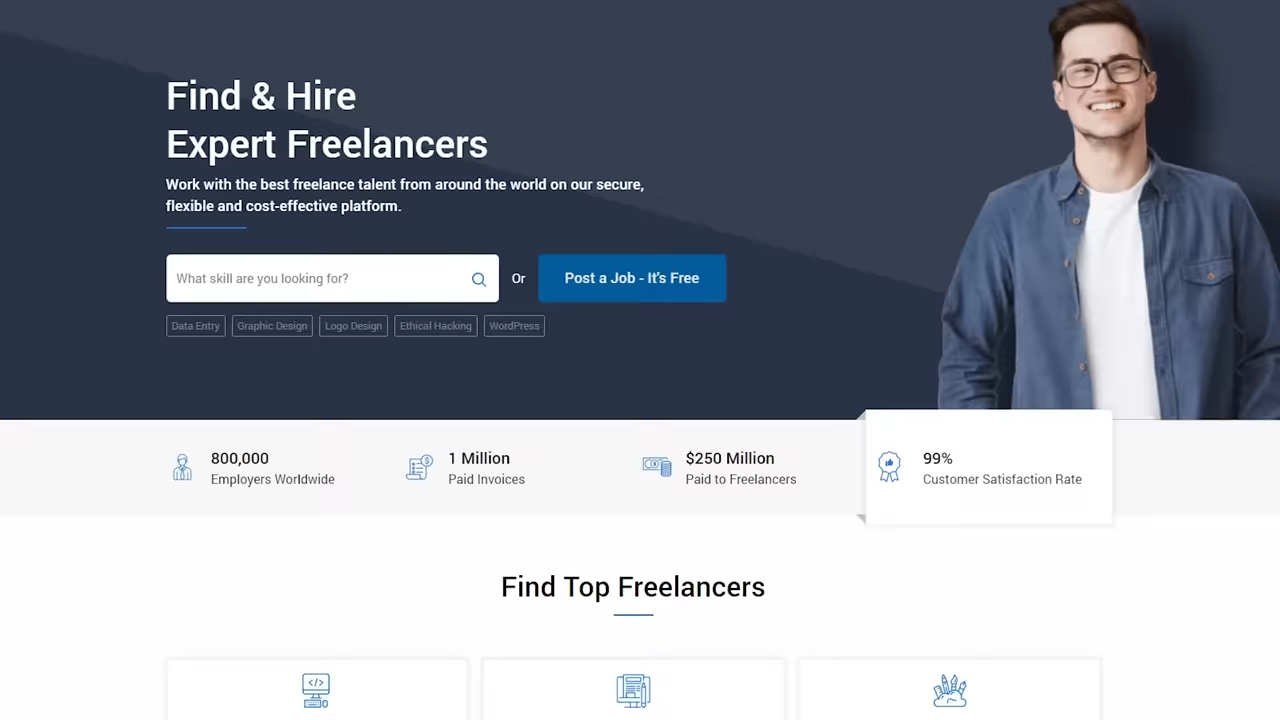 Find & Hire
Expert Freelancers
Work with the best freelance talent from around the world on our secure,
flexible and cost-effective platform.
What skill are you looking for?
Or
Post a Job - It's Free
Data Entry
Graphic Design
Logo Design
Ethical Hacking
WordPress
800,000
Employers Worldwide
1 Million
Paid Invoices
$250 Million
Paid to Freelancers
99%
Customer Satisfaction Rate
Find Top Freelancers